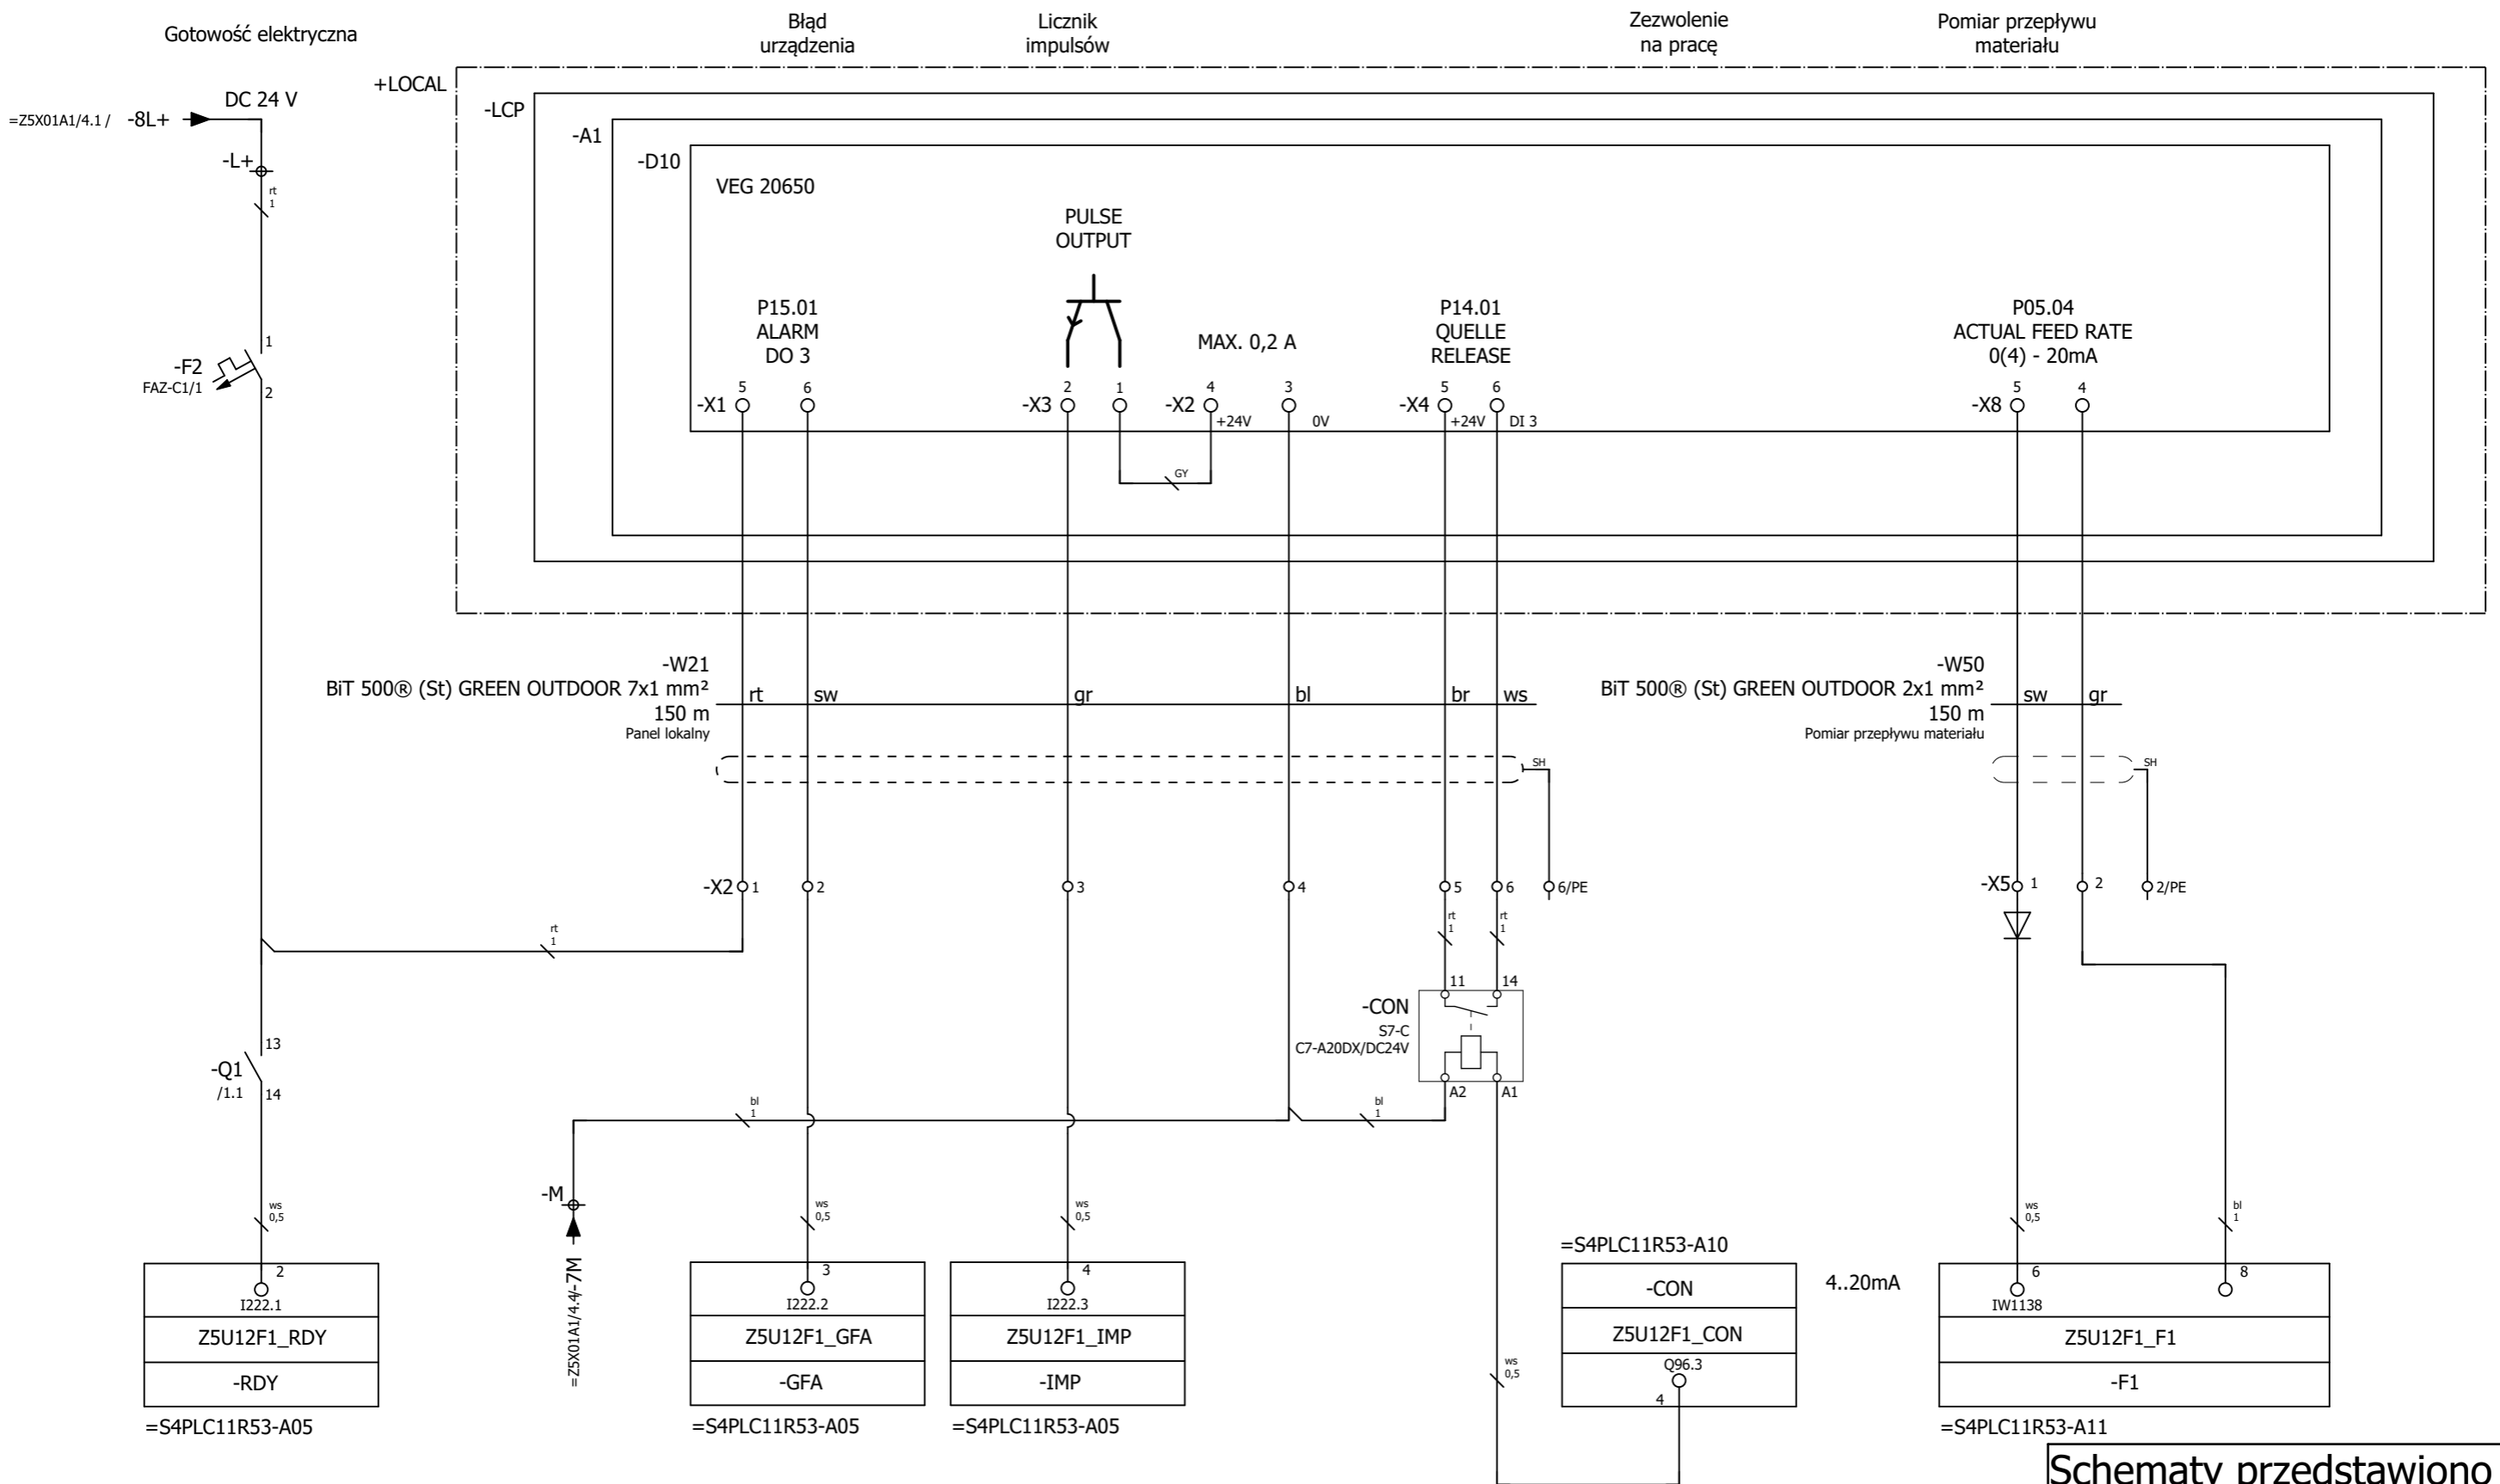 Gotowość elektryczna
Błąd
urządzenia
Licznik
impulsów
Zezwolenie
na pracę
Pomiar przepływu
materiału
+LOCAL
DC 24 V
=Z5X01A1/4.1 / -8L+
-L+
rt
1
-LCP
-A1
-D10
VEG 20650
PULSE
OUTPUT
P15.01
ALARM
DO 3
MAX. 0,2 A
P14.01
QUELLE
RELEASE
P05.04
ACTUAL FEED RATE
0(4) - 20mA
1
-F2
FAZ-C1/1
2
-X1 5 6
-X3 2 1
-X2 4 3
+24V 0V
-X4 5 6
+24V DI 3
-X8 5 4
GY
-W21
BiT 500® (St) GREEN OUTDOOR 7x1 mm²
150 m
Panel lokalny
rt sw gr bl br ws
-W50
BiT 500® (St) GREEN OUTDOOR 2x1 mm²
150 m
Pomiar przepływu materiału
sw gr
SH
SH
-X2 1 2 3 4 5 6 6/PE
-X5 1 2 2/PE
rt
1
rt
1
rt
1
11 14
-CON
S7-C
C7-A20DX/DC24V
A2 A1
13
-Q1
/1.1
14
bl
1
bl
1
-M
=Z5X01A1/4.4/-7M
ws
0,5
ws
0,5
ws
0,5
ws
0,5
ws
0,5
bl
1
2
I222.1
Z5U12F1_RDY
-RDY
=S4PLC11R53-A05
3
I222.2
Z5U12F1_GFA
-GFA
=S4PLC11R53-A05
4
I222.3
Z5U12F1_IMP
-IMP
=S4PLC11R53-A05
=S4PLC11R53-A10
-CON
Z5U12F1_CON
Q96.3
4
4..20mA
6 8
IW1138
Z5U12F1_F1
-F1
=S4PLC11R53-A11
Schematy przedstawiono